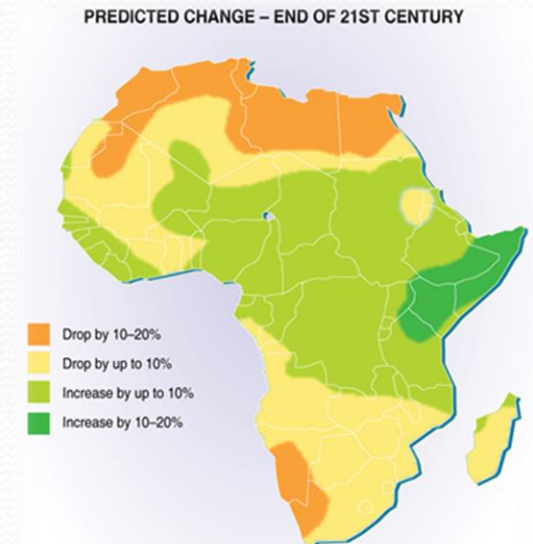 PREDICTED CHANGE – END OF 21ST CENTURY
Drop by 10–20%
Drop by up to 10%
Increase by up to 10%
Increase by 10–20%